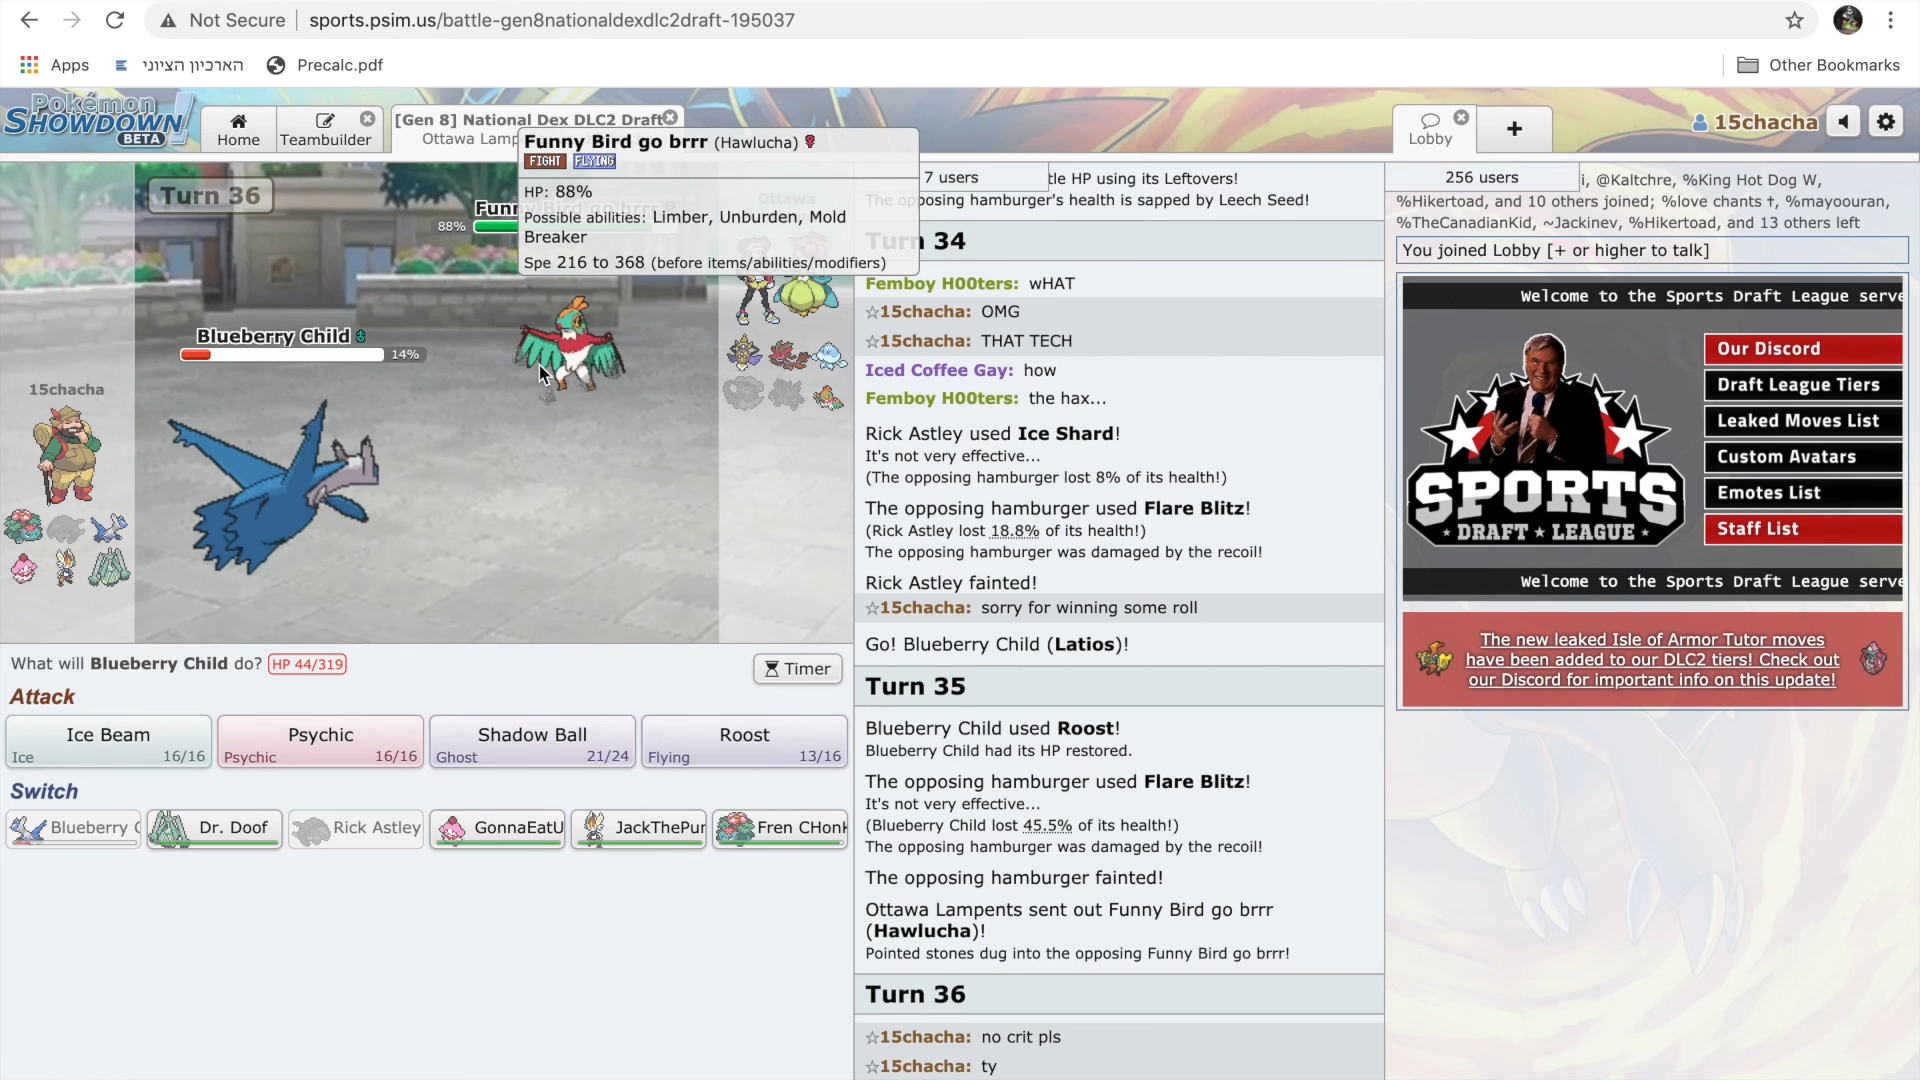 Not Secure
sports.psim.us/battle-gen8nationaldexdlc2draft-195037
Apps
הארכיון הציוני
Precalc.pdf
Other Bookmarks
Pokémon
SHOWDOWN
BETA
Home
Teambuilder
[Gen 8] National Dex DLC2 Draft
Ottawa Lamp
Lobby
+
15chacha
Funny Bird go brrr (Hawlucha)
FIGHT FLYING
HP: 88%
Possible abilities: Limber, Unburden, Mold
Breaker
Spe 216 to 368 (before items/abilities/modifiers)
Turn 36
88%
Blueberry Child
14%
15chacha
Ottawa
What will Blueberry Child do? HP 44/319
Timer
Attack
Ice Beam
Ice 16/16
Psychic
Psychic 16/16
Shadow Ball
Ghost 21/24
Roost
Flying 13/16
Switch
Blueberry C
Dr. Doof
Rick Astley
GonnaEatU
JackThePur
Fren CHonk
7 users
tle HP using its Leftovers!
The opposing hamburger's health is sapped by Leech Seed!
Turn 34
Femboy H00ters: wHAT
☆15chacha: OMG
☆15chacha: THAT TECH
Iced Coffee Gay: how
Femboy H00ters: the hax...
Rick Astley used Ice Shard!
It's not very effective...
(The opposing hamburger lost 8% of its health!)
The opposing hamburger used Flare Blitz!
(Rick Astley lost 18.8% of its health!)
The opposing hamburger was damaged by the recoil!
Rick Astley fainted!
☆15chacha: sorry for winning some roll
Go! Blueberry Child (Latios)!
Turn 35
Blueberry Child used Roost!
Blueberry Child had its HP restored.
The opposing hamburger used Flare Blitz!
It's not very effective...
(Blueberry Child lost 45.5% of its health!)
The opposing hamburger was damaged by the recoil!
The opposing hamburger fainted!
Ottawa Lampents sent out Funny Bird go brrr
(Hawlucha)!
Pointed stones dug into the opposing Funny Bird go brrr!
Turn 36
☆15chacha: no crit pls
☆15chacha: ty
256 users
i, @Kaltchre, %King Hot Dog W,
%Hikertoad, and 10 others joined; %love chants †, %mayoouran,
%TheCanadianKid, ~Jackinev, %Hikertoad, and 13 others left
You joined Lobby [+ or higher to talk]
Welcome to the Sports Draft League serve
SPORTS
DRAFT ★ LEAGUE
Our Discord
Draft League Tiers
Leaked Moves List
Custom Avatars
Emotes List
Staff List
Welcome to the Sports Draft League serve
The new leaked Isle of Armor Tutor moves
have been added to our DLC2 tiers! Check out
our Discord for important info on this update!